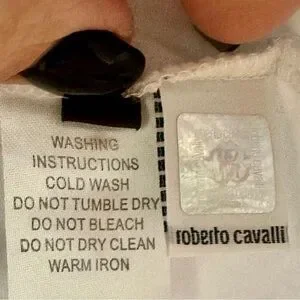 WASHING
INSTRUCTIONS
COLD WASH
DO NOT TUMBLE DRY
DO NOT BLEACH
DO NOT DRY CLEAN
WARM IRON
roberto cavalli